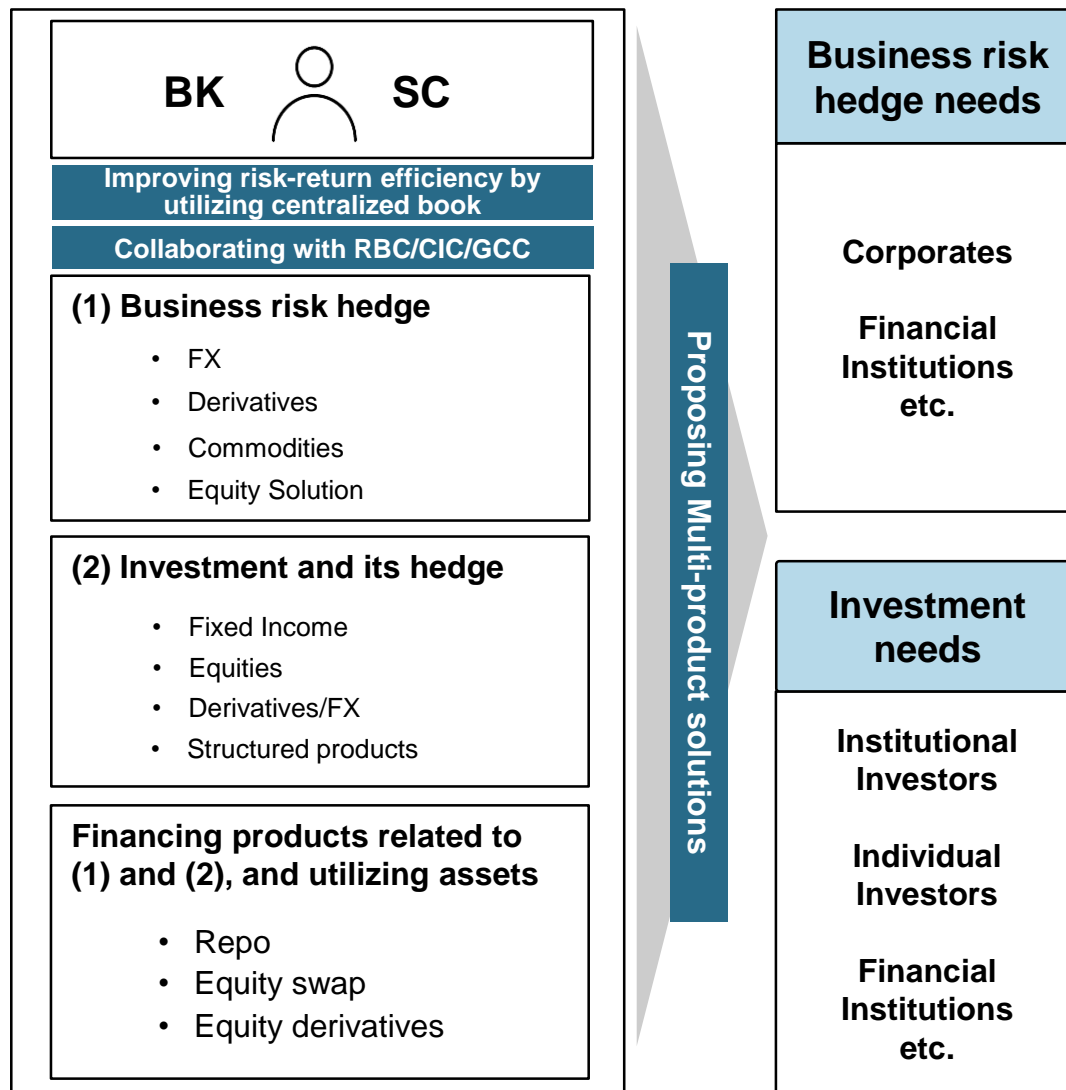 BK SC
Improving risk-return efficiency by
utilizing centralized book
Collaborating with RBC/CIC/GCC
(1) Business risk hedge
• FX
• Derivatives
• Commodities
• Equity Solution
(2) Investment and its hedge
• Fixed Income
• Equities
• Derivatives/FX
• Structured products
Financing products related to
(1) and (2), and utilizing assets
• Repo
• Equity swap
• Equity derivatives
Proposing Multi-product solutions
Business risk
hedge needs
Corporates
Financial
Institutions
etc.
Investment
needs
Institutional
Investors
Individual
Investors
Financial
Institutions
etc.